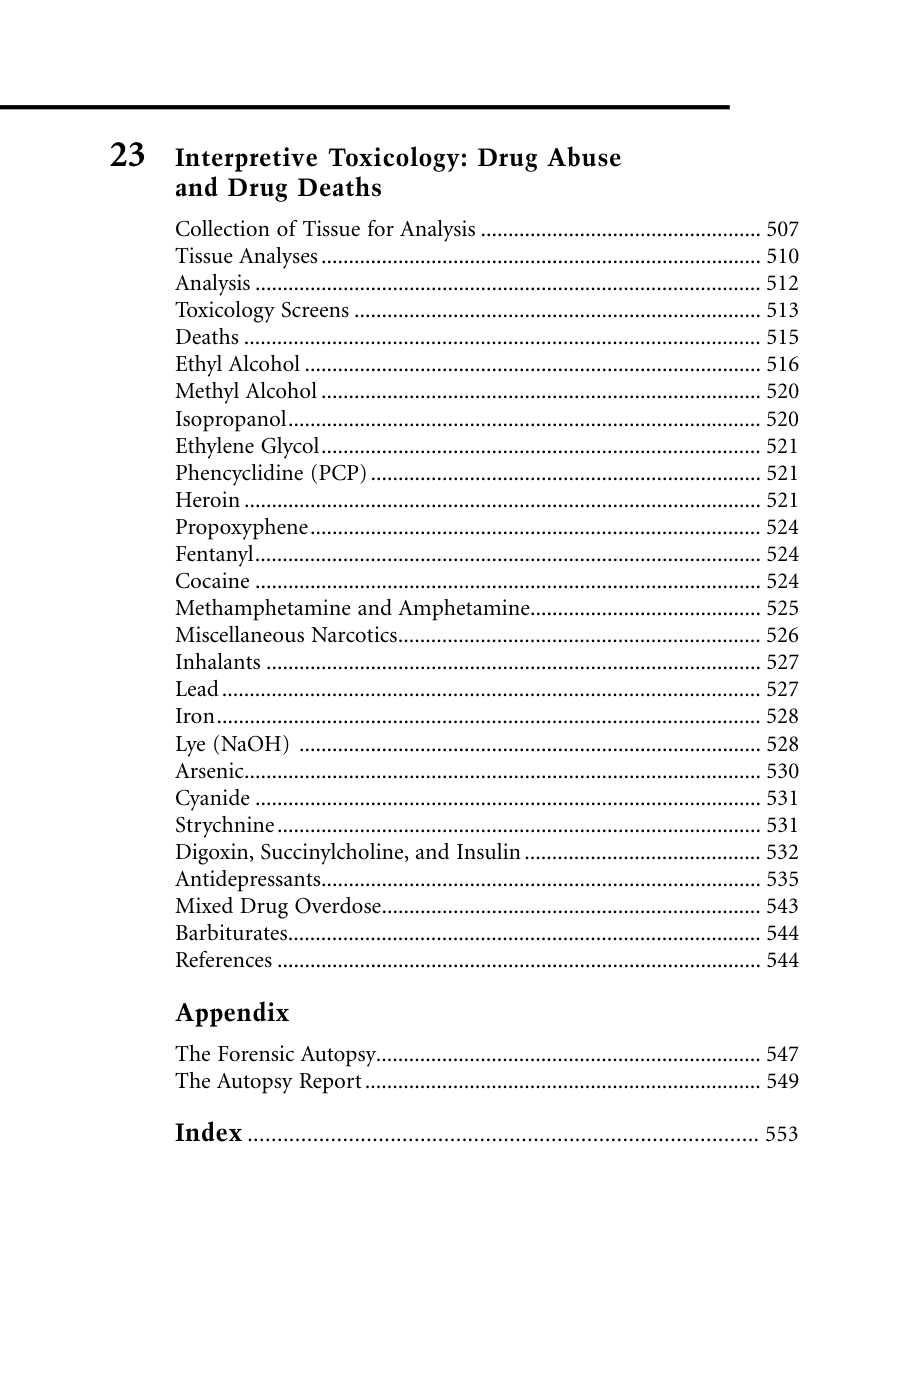 23 Interpretive Toxicology: Drug Abuse
and Drug Deaths
Collection of Tissue for Analysis ................................................... 507
Tissue Analyses ................................................................................ 510
Analysis ............................................................................................ 512
Toxicology Screens .......................................................................... 513
Deaths .............................................................................................. 515
Ethyl Alcohol ................................................................................... 516
Methyl Alcohol ................................................................................ 520
Isopropanol...................................................................................... 520
Ethylene Glycol................................................................................ 521
Phencyclidine (PCP) ....................................................................... 521
Heroin .............................................................................................. 521
Propoxyphene.................................................................................. 524
Fentanyl............................................................................................ 524
Cocaine ............................................................................................ 524
Methamphetamine and Amphetamine.......................................... 525
Miscellaneous Narcotics.................................................................. 526
Inhalants .......................................................................................... 527
Lead .................................................................................................. 527
Iron................................................................................................... 528
Lye (NaOH) .................................................................................... 528
Arsenic.............................................................................................. 530
Cyanide ............................................................................................ 531
Strychnine ........................................................................................ 531
Digoxin, Succinylcholine, and Insulin ........................................... 532
Antidepressants................................................................................ 535
Mixed Drug Overdose..................................................................... 543
Barbiturates...................................................................................... 544
References ........................................................................................ 544
Appendix
The Forensic Autopsy...................................................................... 547
The Autopsy Report ........................................................................ 549
Index ...................................................................................... 553